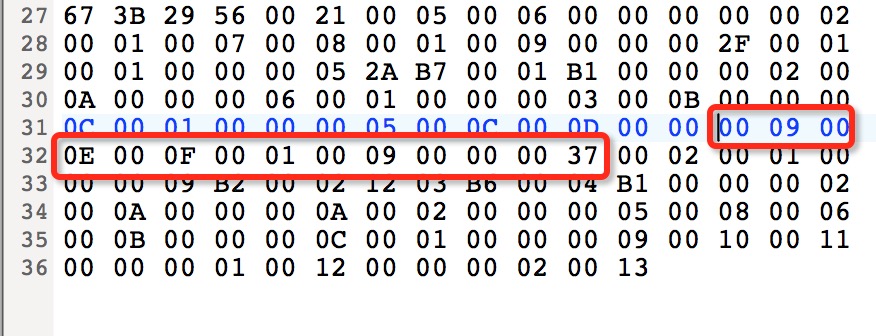 27 67 3B 29 56 00 21 00 05 00 06 00 00 00 00 00 02
28 00 01 00 07 00 08 00 01 00 09 00 00 00 2F 00 01
29 00 01 00 00 00 05 2A B7 00 01 B1 00 00 00 02 00
30 0A 00 00 00 06 00 01 00 00 00 03 00 0B 00 00 00
31 0C 00 01 00 00 00 05 00 0C 00 0D 00 00 00 09 00
32 0E 00 0F 00 01 00 09 00 00 00 37 00 02 00 01 00
33 00 00 09 B2 00 02 12 03 B6 00 04 B1 00 00 00 02
34 00 0A 00 00 00 0A 00 02 00 00 00 05 00 08 00 06
35 00 0B 00 00 00 0C 00 01 00 00 00 09 00 10 00 11
36 00 00 00 01 00 12 00 00 00 02 00 13